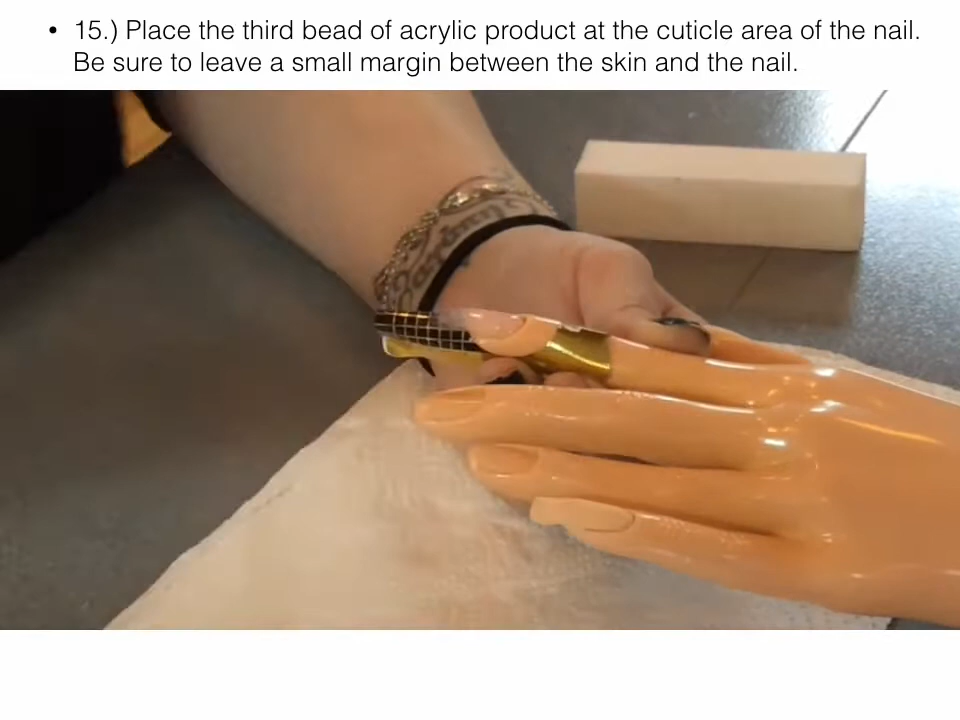 • 15.) Place the third bead of acrylic product at the cuticle area of the nail.
Be sure to leave a small margin between the skin and the nail.